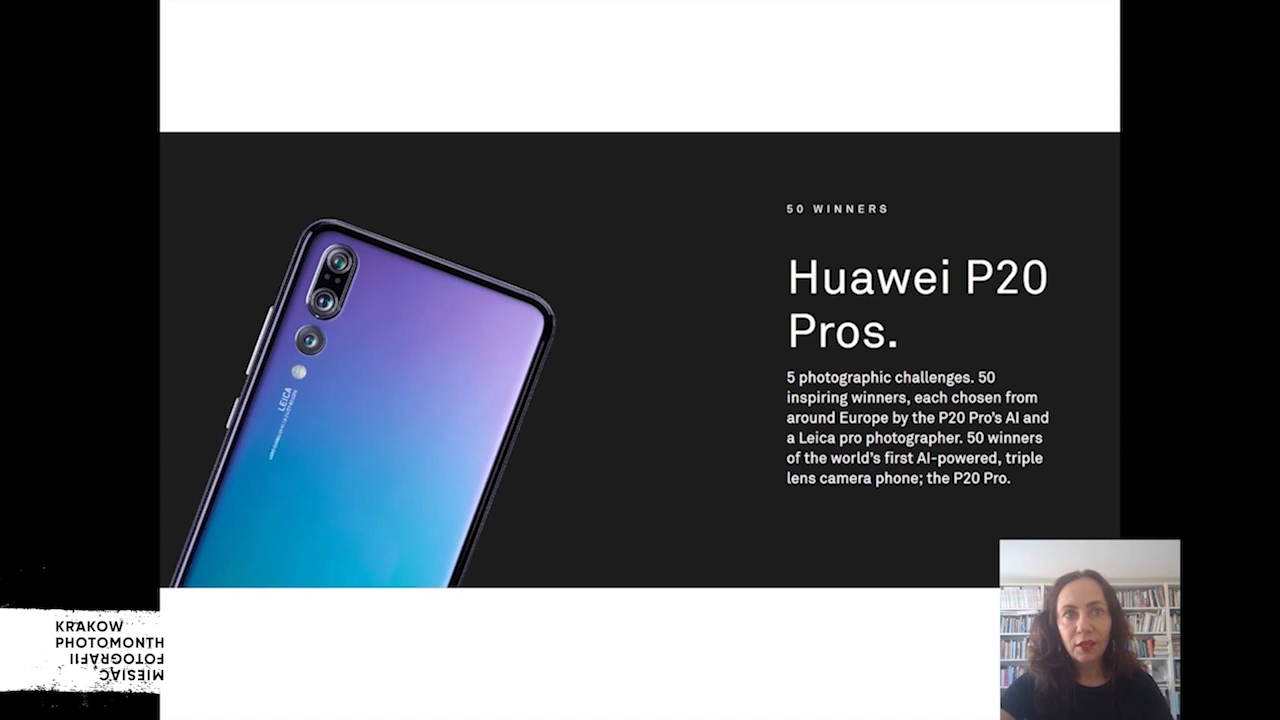 50 WINNERS
Huawei P20
Pros.
5 photographic challenges. 50
inspiring winners, each chosen from
around Europe by the P20 Pro's AI and
a Leica pro photographer. 50 winners
of the world's first AI-powered, triple
lens camera phone; the P20 Pro.
LEICA
KRAKOW
PHOTOMONTH
FOTOGRAFII
MIESIĄC